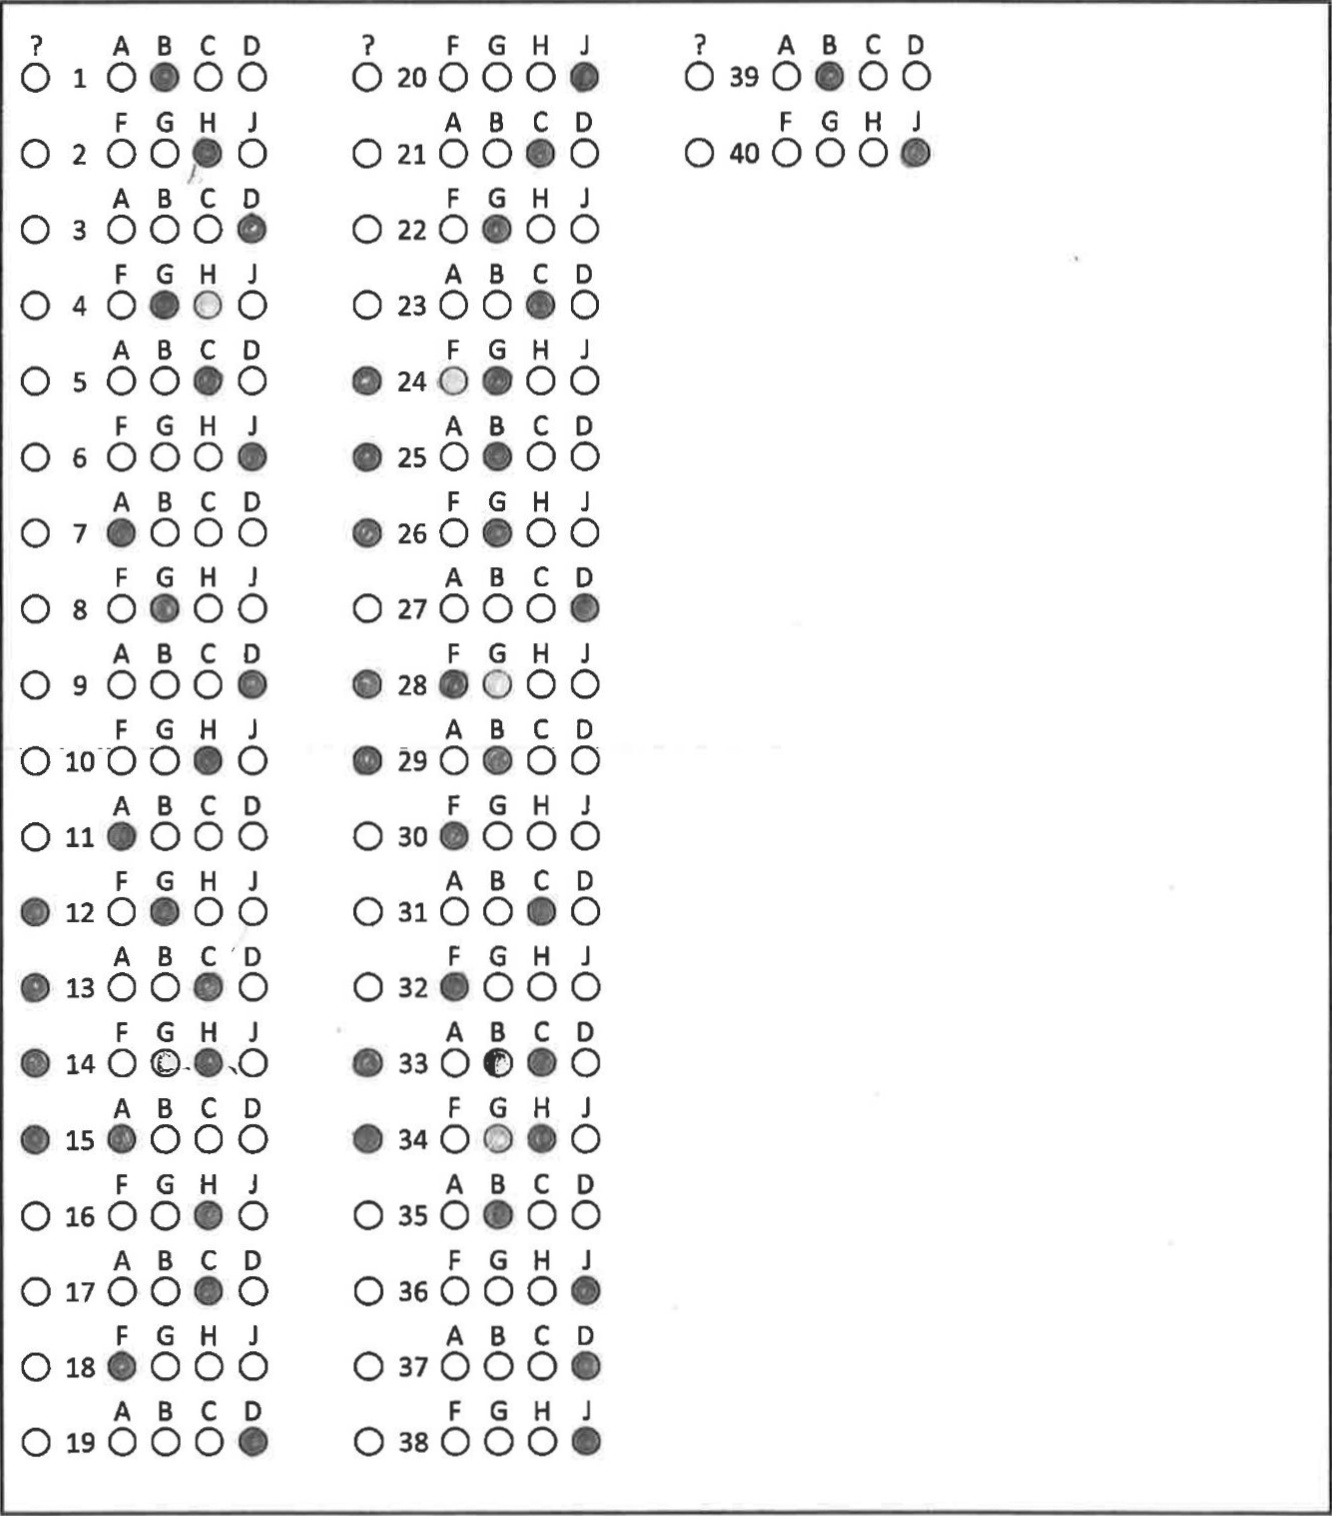 ? A B C D
1
F G H J
2
A B C D
3
F G H J
4
A B C D
5
F G H J
6
A B C D
7
F G H J
8
A B C D
9
F G H J
10
A B C D
11
F G H J
12
A B C D
13
F G H J
14
A B C D
15
F G H J
16
A B C D
17
F G H J
18
A B C D
19
? F G H J
20
A B C D
21
F G H J
22
A B C D
23
F G H J
24
A B C D
25
F G H J
26
A B C D
27
F G H J
28
A B C D
29
F G H J
30
A B C D
31
F G H J
32
A B C D
33
F G H J
34
A B C D
35
F G H J
36
A B C D
37
F G H J
38
? A B C D
39
F G H J
40